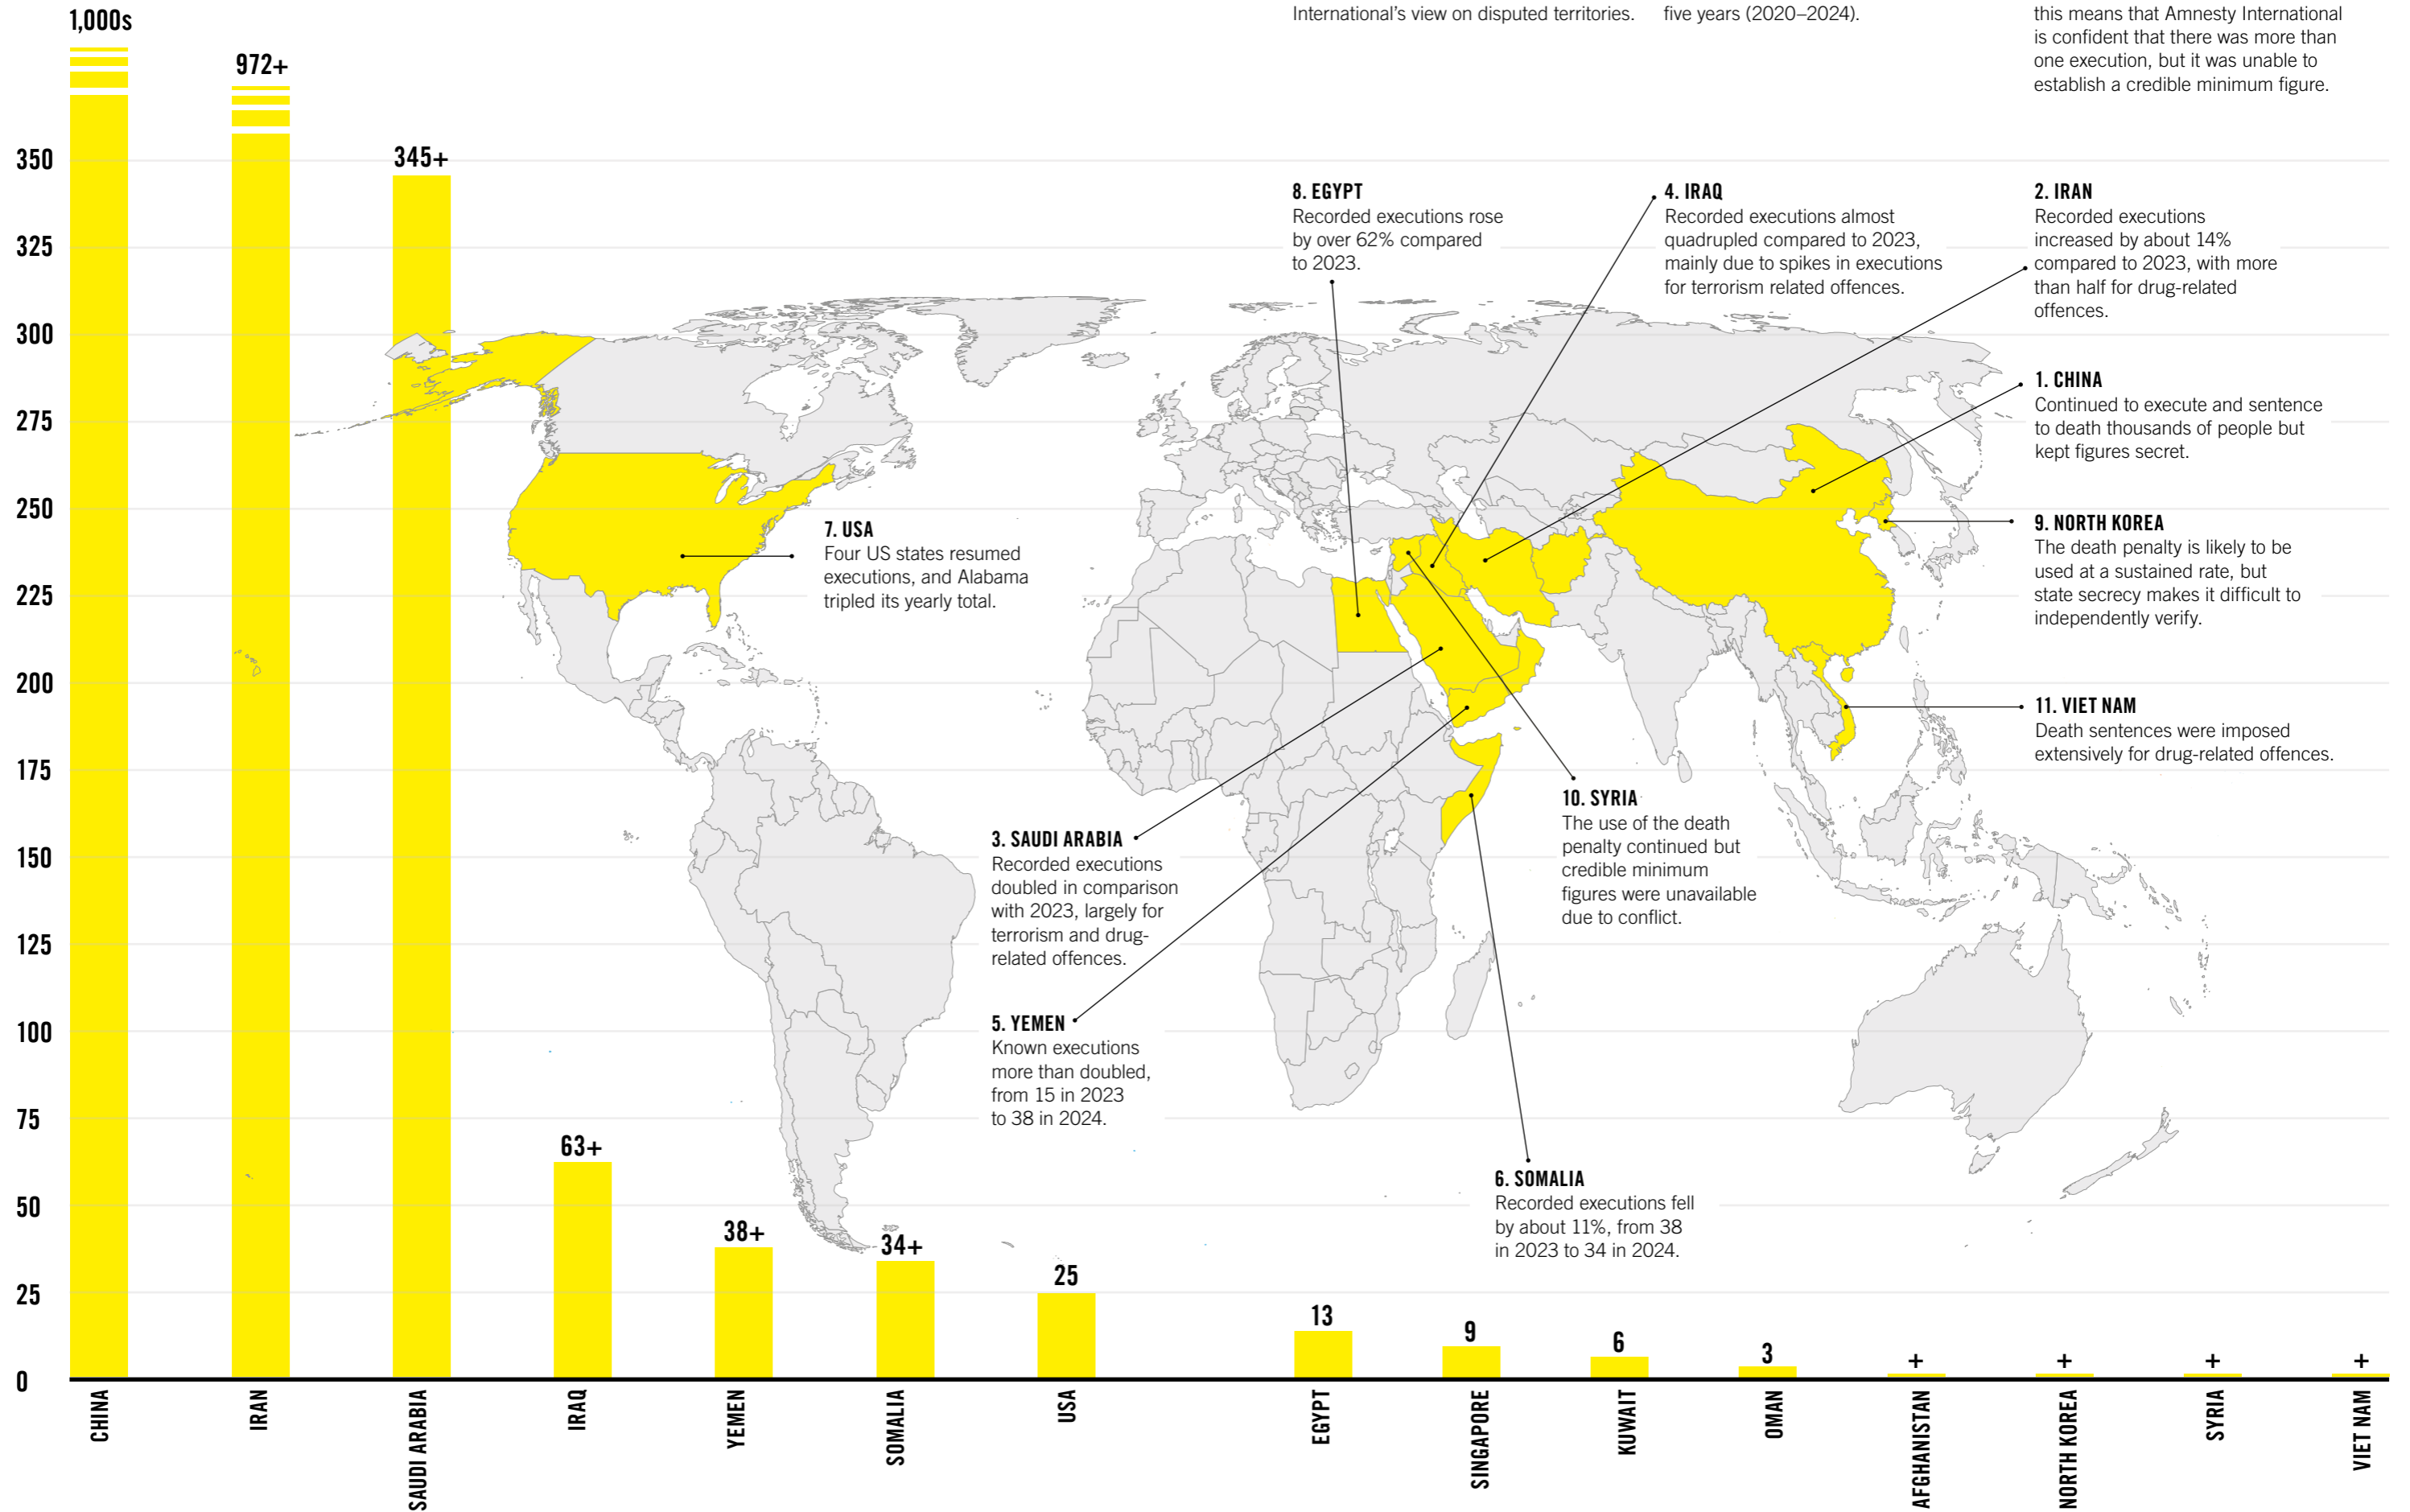 International’s view on disputed territories.
five years (2020–2024).
this means that Amnesty International
is confident that there was more than
one execution, but it was unable to
establish a credible minimum figure.
1,000s
972+
345+
63+
38+
34+
25
13
9
6
3
+
+
+
+
350
325
300
275
250
225
200
175
150
125
100
75
50
25
0
8. EGYPT
Recorded executions rose
by over 62% compared
to 2023.
4. IRAQ
Recorded executions almost
quadrupled compared to 2023,
mainly due to spikes in executions
for terrorism related offences.
2. IRAN
Recorded executions
increased by about 14%
compared to 2023, with more
than half for drug-related
offences.
1. CHINA
Continued to execute and sentence
to death thousands of people but
kept figures secret.
7. USA
Four US states resumed
executions, and Alabama
tripled its yearly total.
9. NORTH KOREA
The death penalty is likely to be
used at a sustained rate, but
state secrecy makes it difficult to
independently verify.
11. VIET NAM
Death sentences were imposed
extensively for drug-related offences.
10. SYRIA
The use of the death
penalty continued but
credible minimum
figures were unavailable
due to conflict.
3. SAUDI ARABIA
Recorded executions
doubled in comparison
with 2023, largely for
terrorism and drug-
related offences.
5. YEMEN
Known executions
more than doubled,
from 15 in 2023
to 38 in 2024.
6. SOMALIA
Recorded executions fell
by about 11%, from 38
in 2023 to 34 in 2024.
CHINA
IRAN
SAUDI ARABIA
IRAQ
YEMEN
SOMALIA
USA
EGYPT
SINGAPORE
KUWAIT
OMAN
AFGHANISTAN
NORTH KOREA
SYRIA
VIET NAM